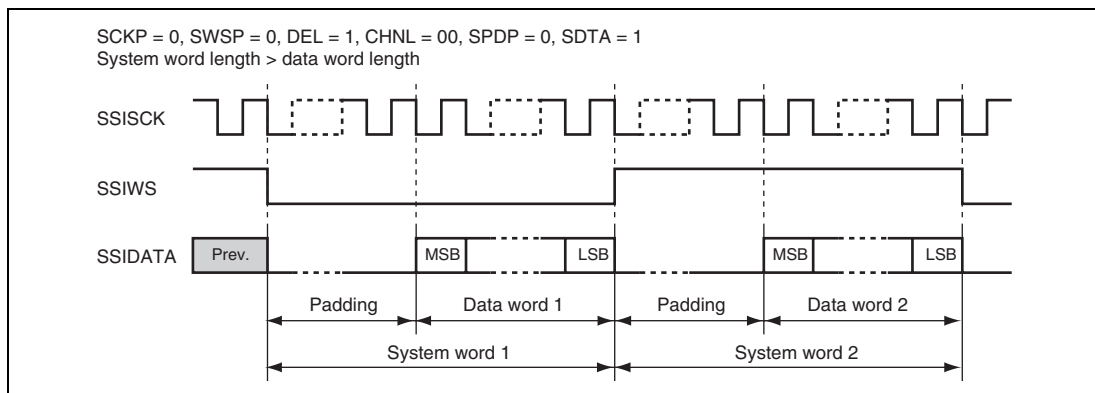 SCKP = 0, SWSP = 0, DEL = 1, CHNL = 00, SPDP = 0, SDTA = 1
System word length > data word length
SSISCK
SSIWS
SSIDATA
Prev.
MSB
LSB
MSB
LSB
Padding
Data word 1
Padding
Data word 2
System word 1
System word 2